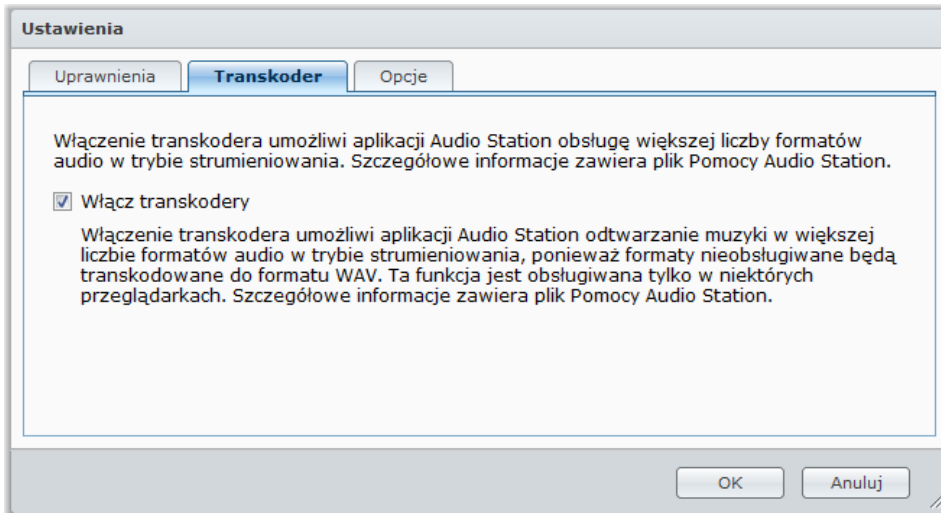 Ustawienia
Uprawnienia Transkoder Opcje
Włączenie transkodera umożliwi aplikacji Audio Station obsługę większej liczby formatów
audio w trybie strumieniowania. Szczegółowe informacje zawiera plik Pomocy Audio Station.
Włącz transkodery
Włączenie transkodera umożliwi aplikacji Audio Station odtwarzanie muzyki w większej
liczbie formatów audio w trybie strumieniowania, ponieważ formaty nieobsługiwane będą
transkodowane do formatu WAV. Ta funkcja jest obsługiwana tylko w niektórych
przeglądarkach. Szczegółowe informacje zawiera plik Pomocy Audio Station.
OK Anuluj